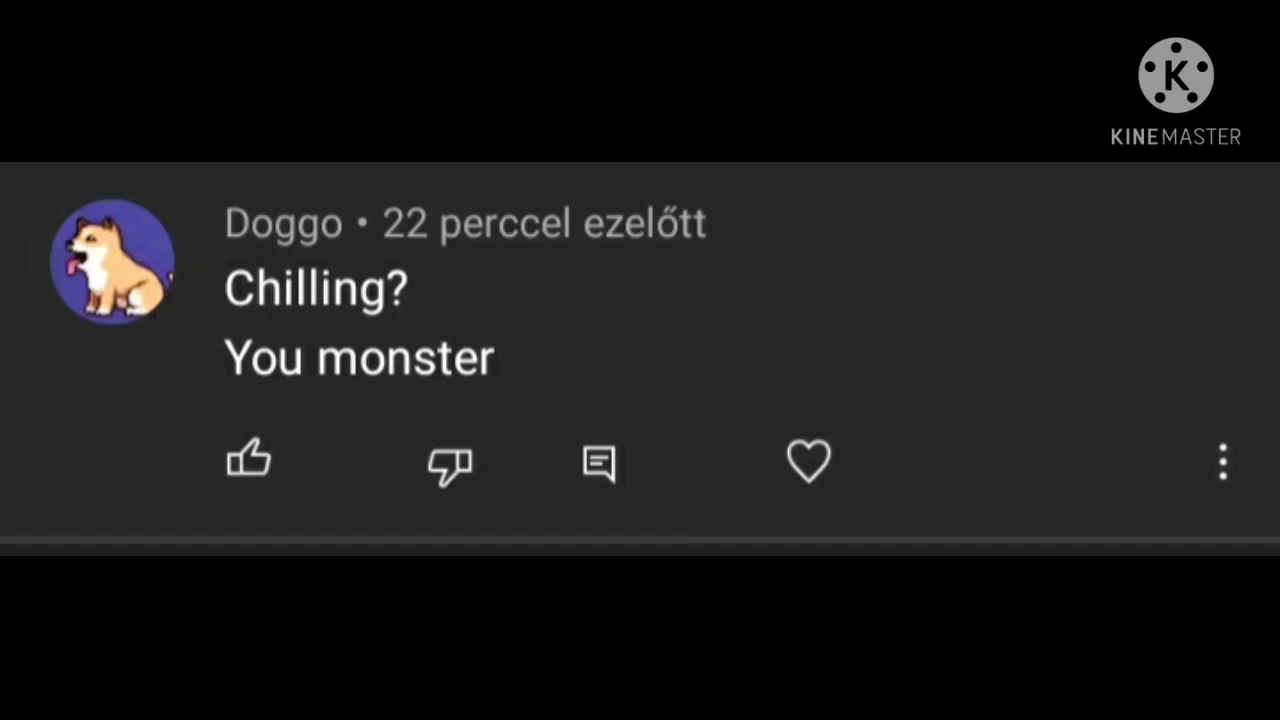 K
KINEMASTER
Doggo • 22 perccel ezelőtt
Chilling?
You monster